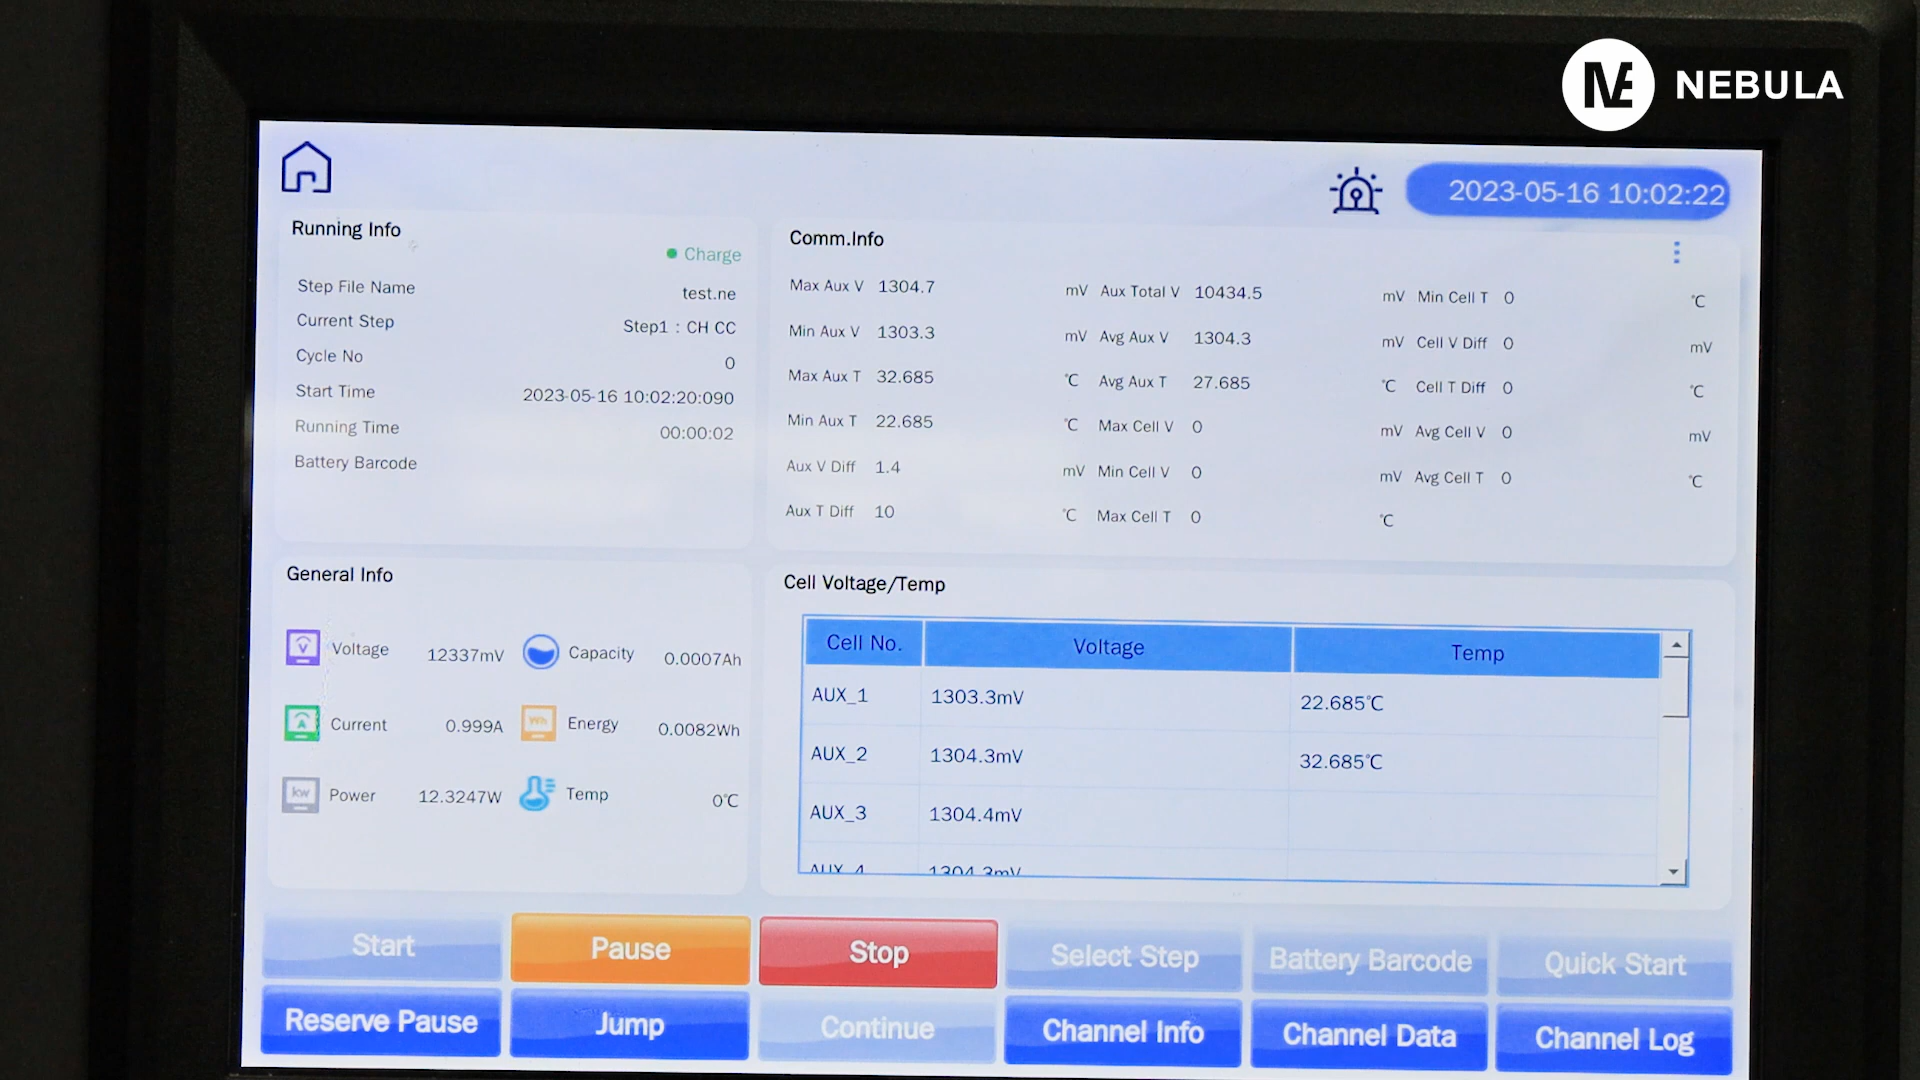 NEBULA
2023-05-16 10:02:22
Running Info
Charge
Step File Name test.ne
Current Step Step1 : CH CC
Cycle No 0
Start Time 2023-05-16 10:02:20:090
Running Time 00:00:02
Battery Barcode
Comm.Info
Max Aux V 1304.7 mV Aux Total V 10434.5 mV Min Cell T 0 ℃
Min Aux V 1303.3 mV Avg Aux V 1304.3 mV Cell V Diff 0 mV
Max Aux T 32.685 ℃ Avg Aux T 27.685 ℃ Cell T Diff 0 ℃
Min Aux T 22.685 ℃ Max Cell V 0 mV Avg Cell V 0 mV
Aux V Diff 1.4 mV Min Cell V 0 mV Avg Cell T 0 ℃
Aux T Diff 10 ℃ Max Cell T 0 ℃
General Info
Voltage 12337mV Capacity 0.0007Ah
Current 0.999A Energy 0.0082Wh
Power 12.3247W Temp 0℃
Cell Voltage/Temp
Cell No. Voltage Temp
AUX_1 1303.3mV 22.685℃
AUX_2 1304.3mV 32.685℃
AUX_3 1304.4mV
AUX_4 1304.3mV
Start Pause Stop Select Step Battery Barcode Quick Start
Reserve Pause Jump Continue Channel Info Channel Data Channel Log